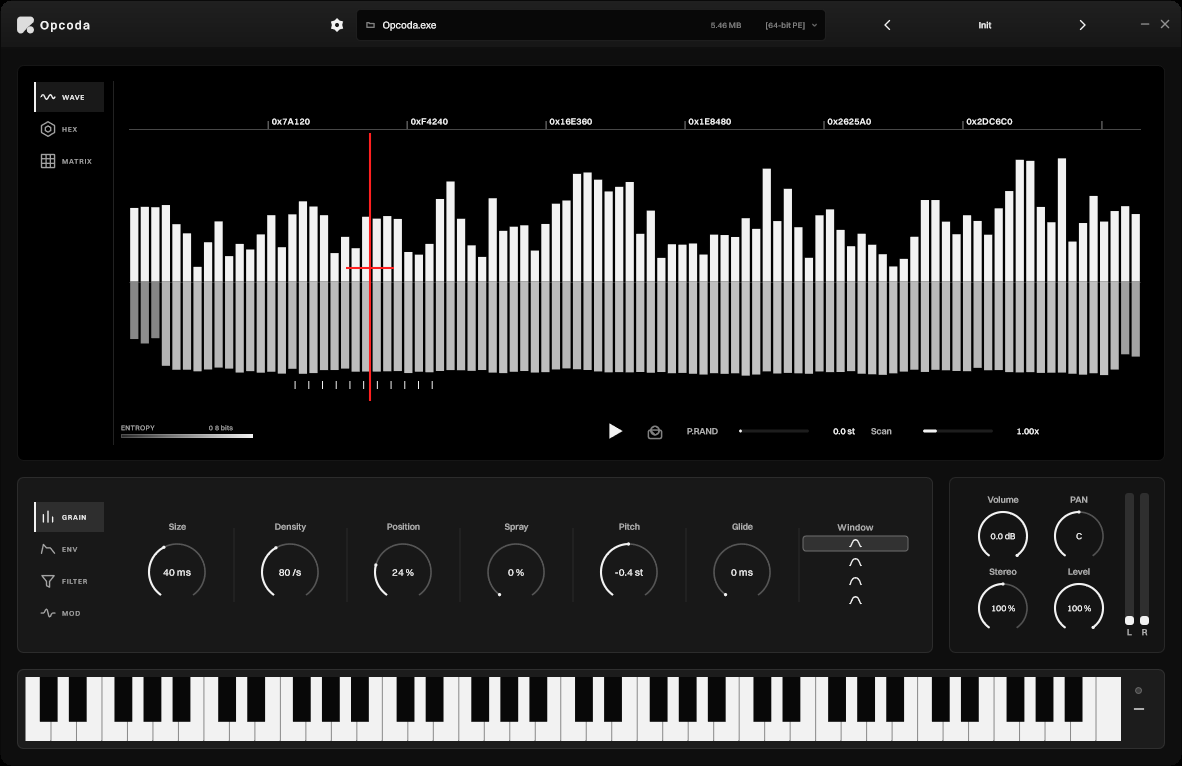 Opcoda
Opcoda.exe 5.46 MB [64-bit PE]
Init
WAVE
HEX
MATRIX
0x7A120 0xF4240 0x16E360 0x1E8480 0x2625A0 0x2DC6C0
ENTROPY 0 8 bits
P.RAND 0.0 st Scan 1.00x
GRAIN
ENV
FILTER
MOD
Size Density Position Spray Pitch Glide Window
40 ms 80 /s 24 % 0 % -0.4 st 0 ms
Volume PAN
0.0 dB C
Stereo Level
100 % 100 %
L R